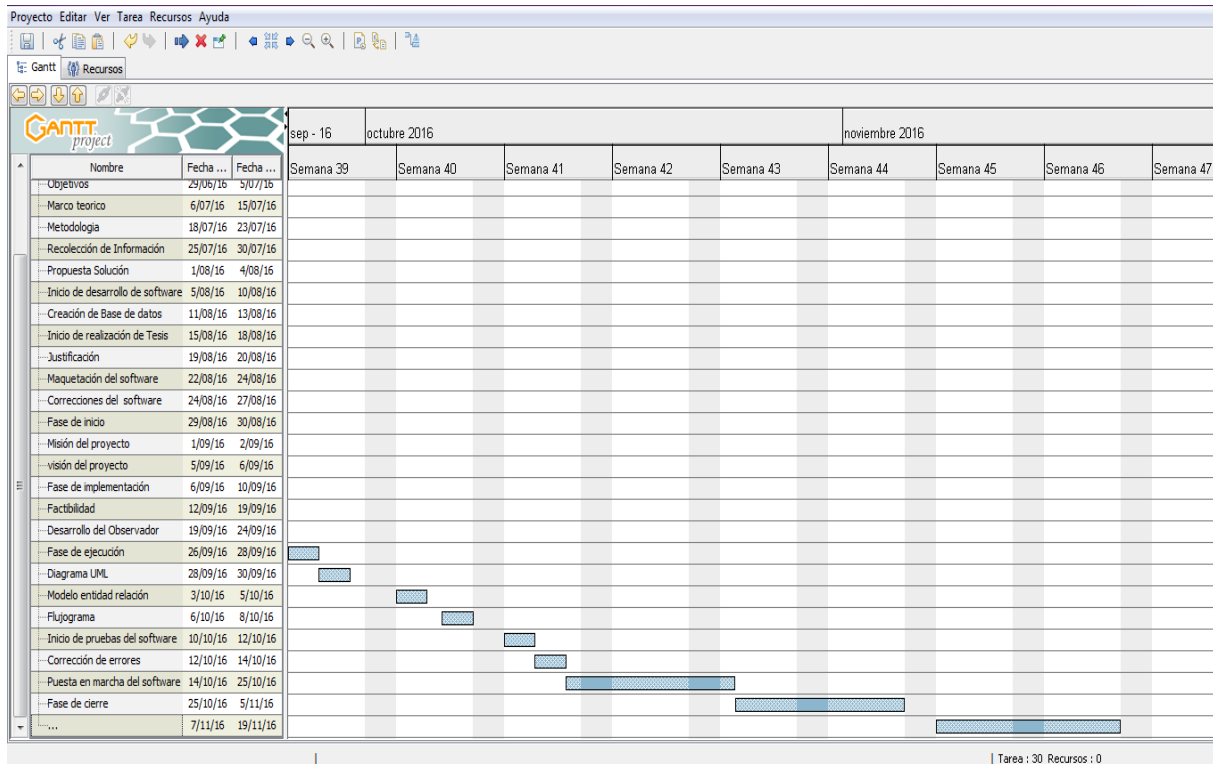 Proyecto Editar Ver Tarea Recursos Ayuda
Gantt Recursos
GANTT project
sep - 16 octubre 2016 noviembre 2016
Nombre Fecha ... Fecha ... Semana 39 Semana 40 Semana 41 Semana 42 Semana 43 Semana 44 Semana 45 Semana 46 Semana 47
Objetivos 29/06/16 5/07/16
Marco teorico 6/07/16 15/07/16
Metodologia 18/07/16 23/07/16
Recolección de Información 25/07/16 30/07/16
Propuesta Solución 1/08/16 4/08/16
Inicio de desarrollo de software 5/08/16 10/08/16
Creación de Base de datos 11/08/16 13/08/16
Inicio de realización de Tesis 15/08/16 18/08/16
Justificación 19/08/16 20/08/16
Maquetación del software 22/08/16 24/08/16
Correcciones del software 24/08/16 27/08/16
Fase de inicio 29/08/16 30/08/16
Misión del proyecto 1/09/16 2/09/16
visión del proyecto 5/09/16 6/09/16
Fase de implementación 6/09/16 10/09/16
Factibilidad 12/09/16 19/09/16
Desarrollo del Observador 19/09/16 24/09/16
Fase de ejecución 26/09/16 28/09/16
Diagrama UML 28/09/16 30/09/16
Modelo entidad relación 3/10/16 5/10/16
Flujograma 6/10/16 8/10/16
Inicio de pruebas del software 10/10/16 12/10/16
Corrección de errores 12/10/16 14/10/16
Puesta en marcha del software 14/10/16 25/10/16
Fase de cierre 25/10/16 5/11/16
... 7/11/16 19/11/16
Tarea : 30 Recursos : 0